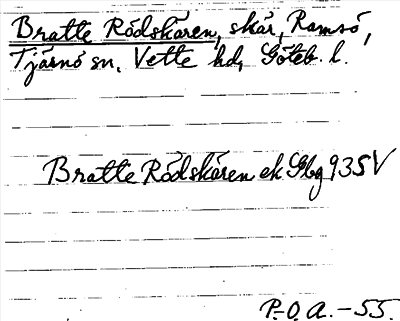 Bratte Rödskären, skär, Ramsö,
Tjärnö sn, Vette hd, Göteb. l.
Bratte Rödskären ek Gbg 935V
P.O.A. - 55.